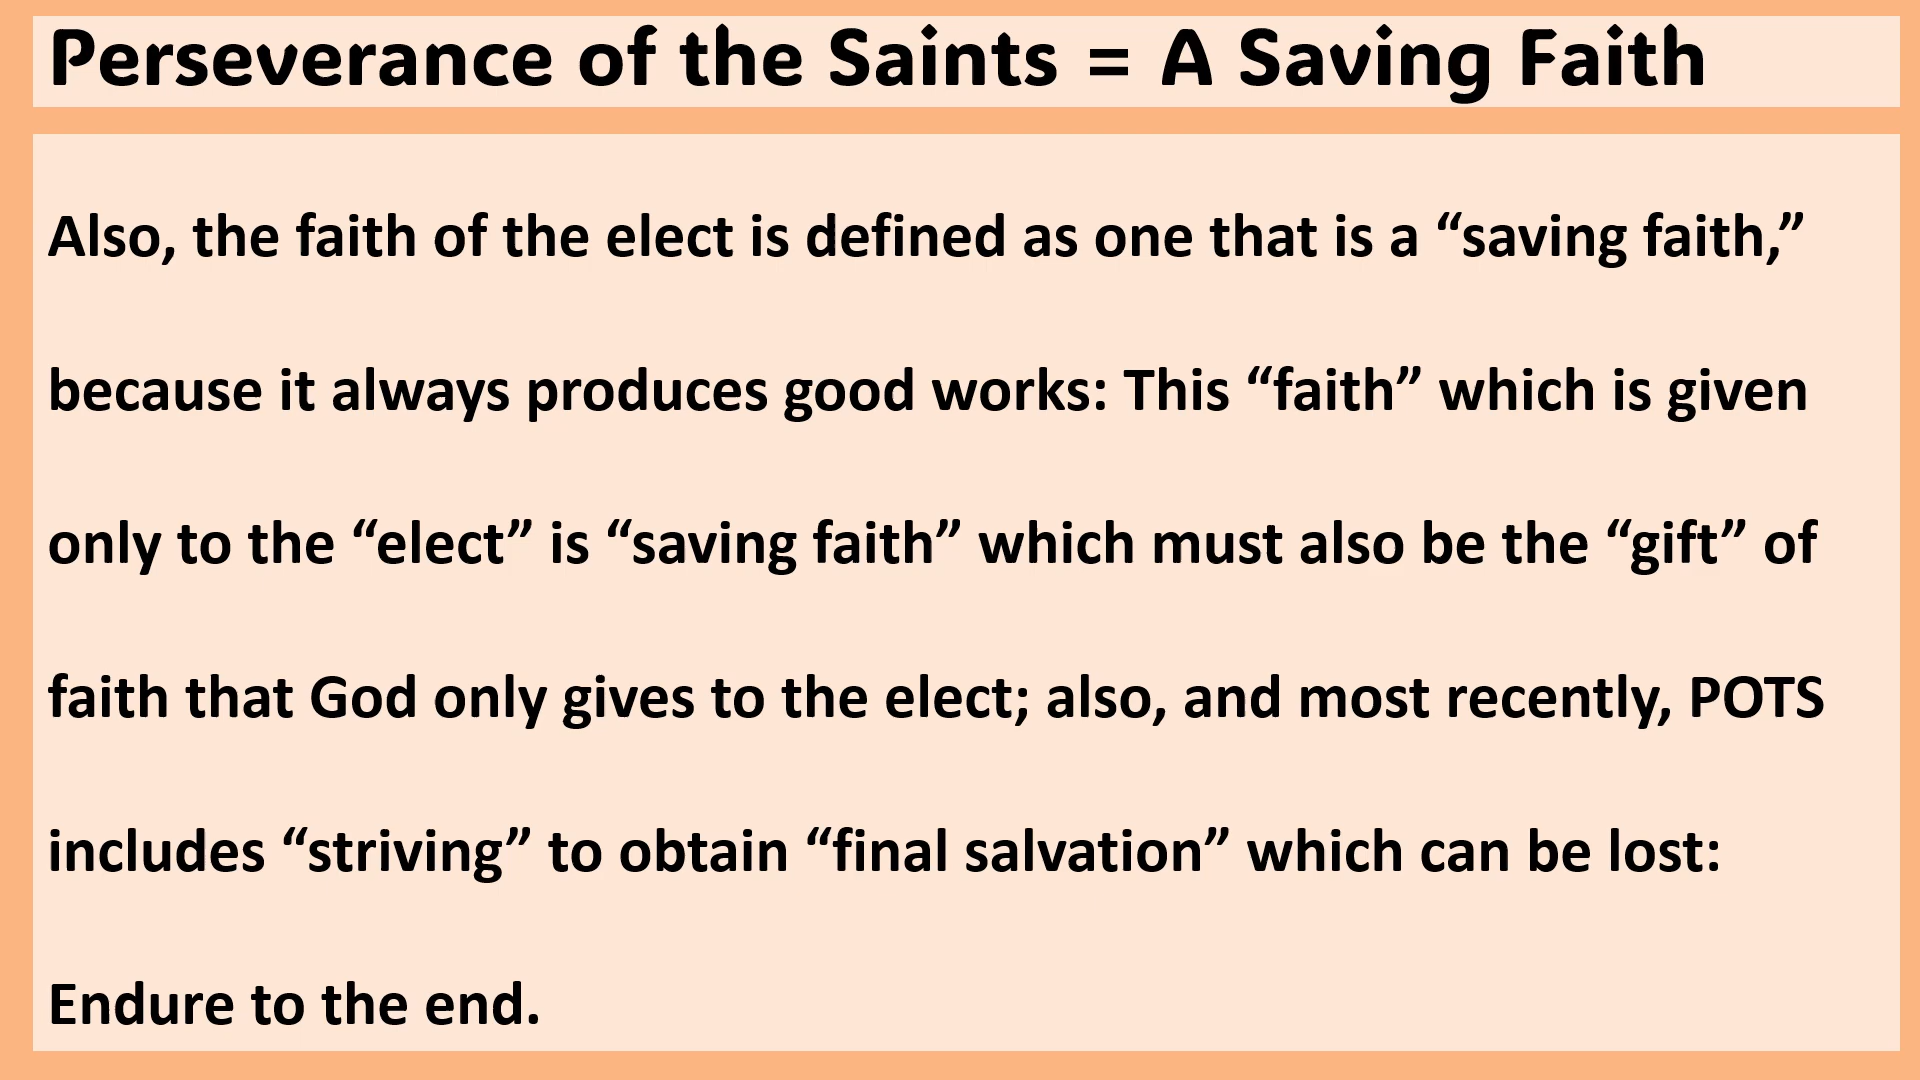 Perseverance of the Saints = A Saving Faith
Also, the faith of the elect is defined as one that is a “saving faith,”
because it always produces good works: This “faith” which is given
only to the “elect” is “saving faith” which must also be the “gift” of
faith that God only gives to the elect; also, and most recently, POTS
includes “striving” to obtain “final salvation” which can be lost:
Endure to the end.